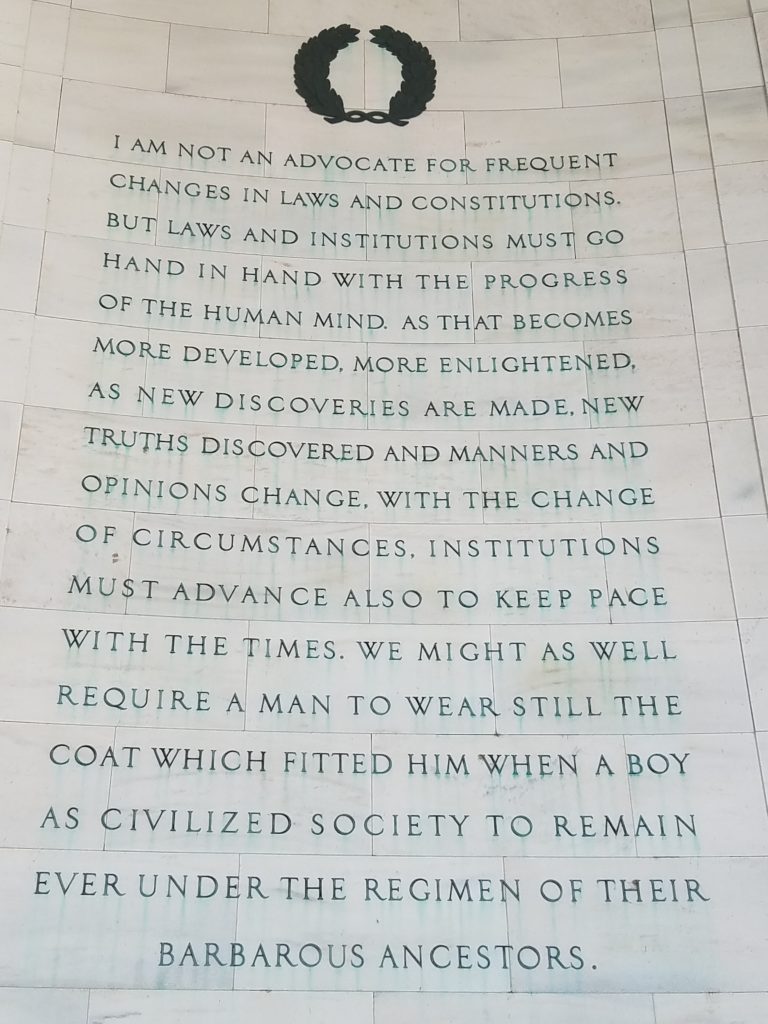 I AM NOT AN ADVOCATE FOR FREQUENT
CHANGES IN LAWS AND CONSTITUTIONS.
BUT LAWS AND INSTITUTIONS MUST GO
HAND IN HAND WITH THE PROGRESS
OF THE HUMAN MIND. AS THAT BECOMES
MORE DEVELOPED, MORE ENLIGHTENED,
AS NEW DISCOVERIES ARE MADE, NEW
TRUTHS DISCOVERED AND MANNERS AND
OPINIONS CHANGE, WITH THE CHANGE
OF CIRCUMSTANCES, INSTITUTIONS
MUST ADVANCE ALSO TO KEEP PACE
WITH THE TIMES. WE MIGHT AS WELL
REQUIRE A MAN TO WEAR STILL THE
COAT WHICH FITTED HIM WHEN A BOY
AS CIVILIZED SOCIETY TO REMAIN
EVER UNDER THE REGIMEN OF THEIR
BARBAROUS ANCESTORS.